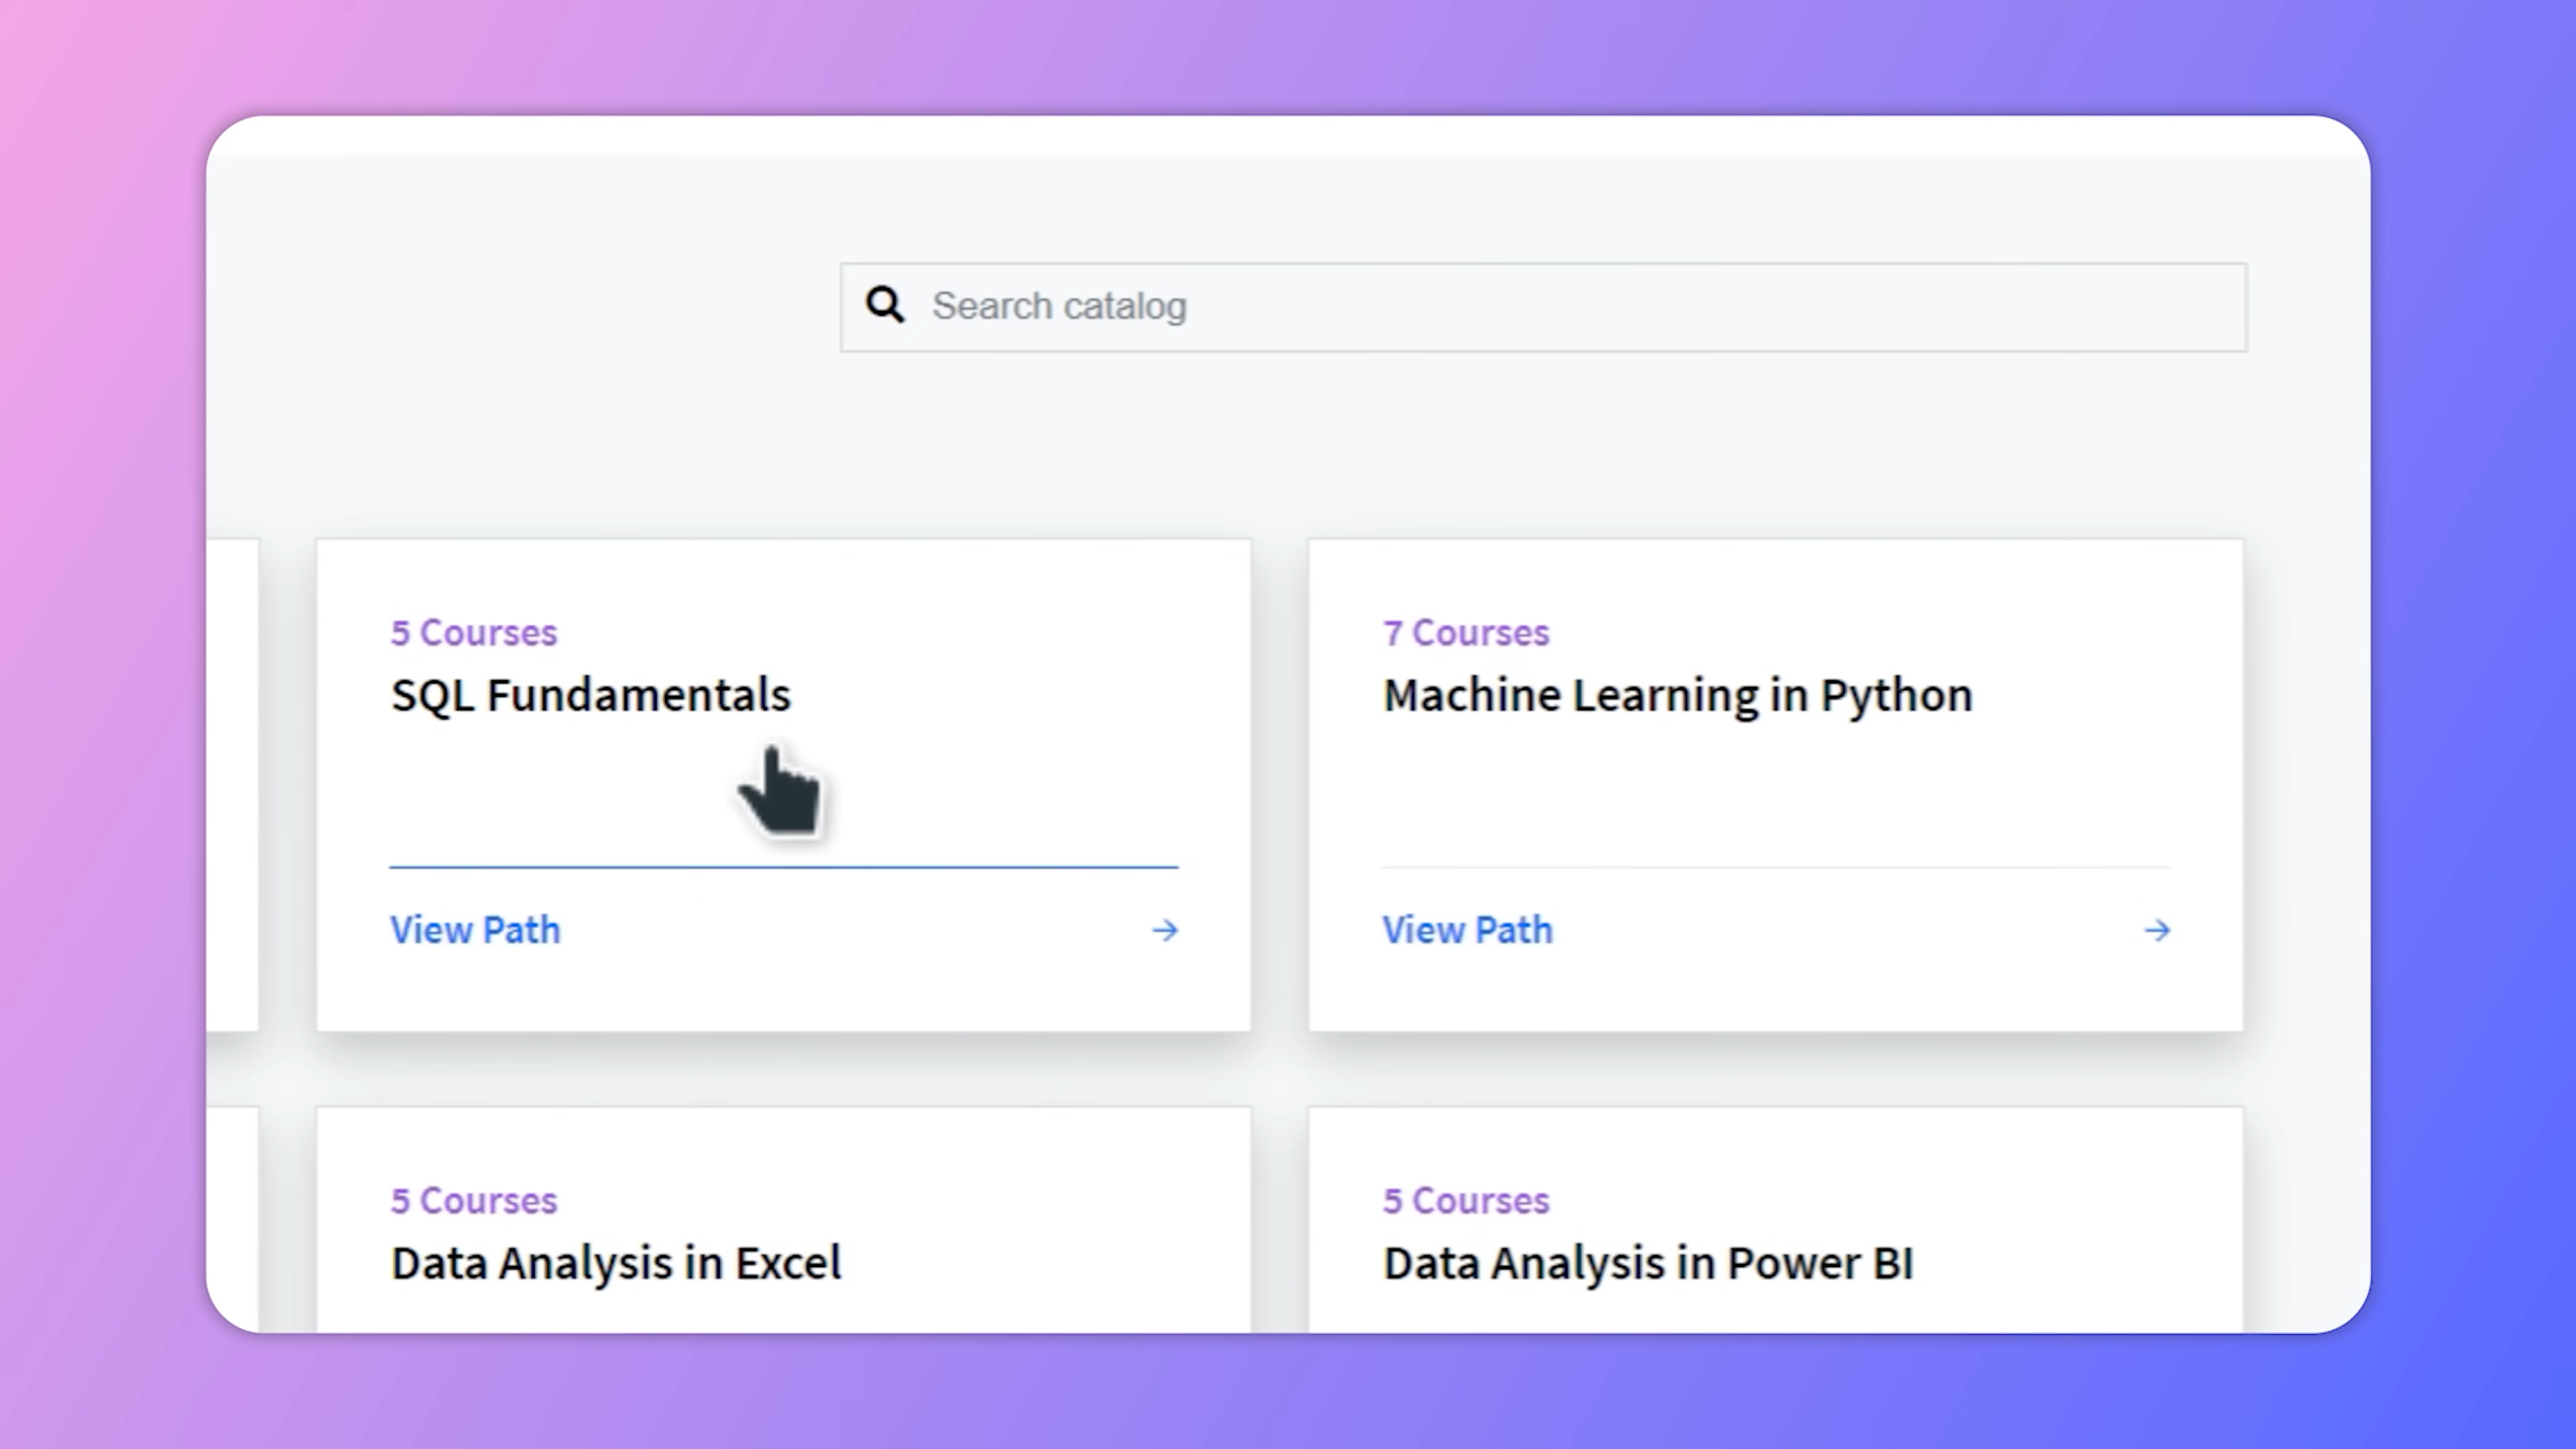 Search catalog
5 Courses
SQL Fundamentals
View Path
7 Courses
Machine Learning in Python
View Path
5 Courses
Data Analysis in Excel
5 Courses
Data Analysis in Power BI